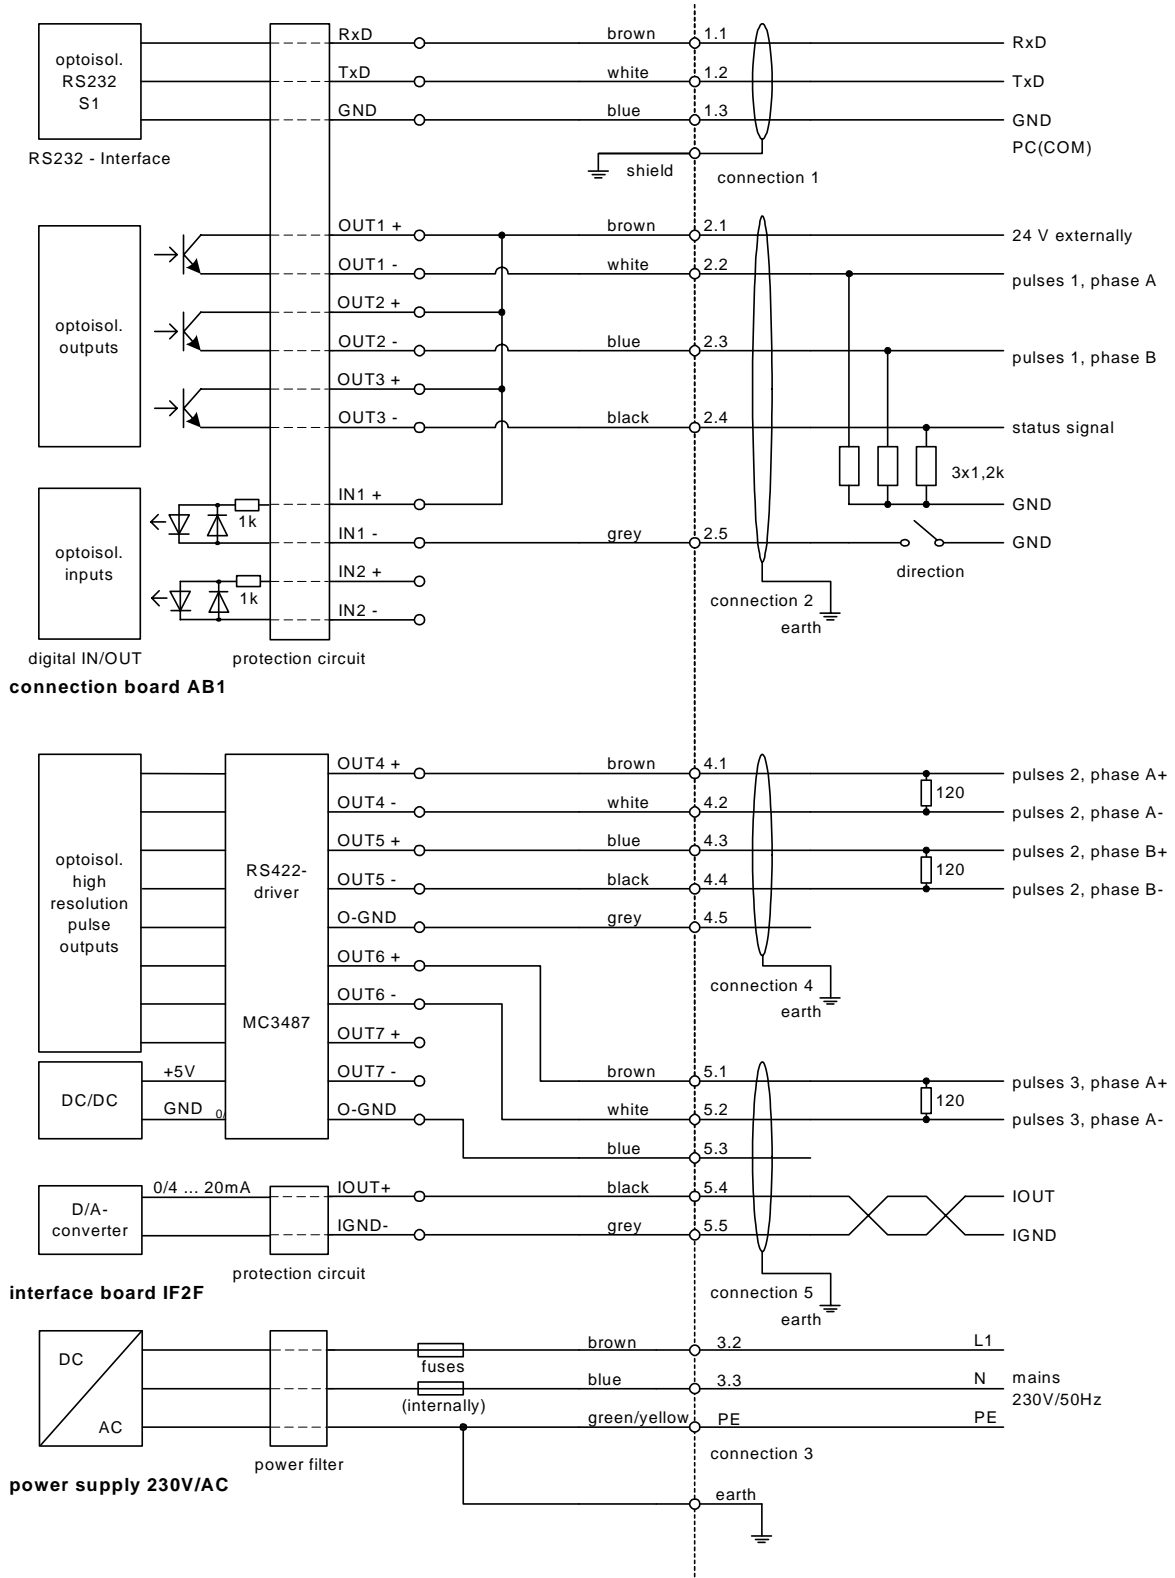 optoisol.
RS232
S1
RS232 - Interface
RxD brown 1.1 RxD
TxD white 1.2 TxD
GND blue 1.3 GND
PC(COM)
shield connection 1
optoisol.
outputs
OUT1 + brown 2.1 24 V externally
OUT1 - white 2.2 pulses 1, phase A
OUT2 +
OUT2 - blue 2.3 pulses 1, phase B
OUT3 +
OUT3 - black 2.4 status signal
3x1,2k
optoisol.
inputs
1k IN1 + GND
IN1 - grey 2.5 GND
direction
1k IN2 +
IN2 -
connection 2
earth
digital IN/OUT protection circuit
connection board AB1
optoisol.
high
resolution
pulse
outputs
RS422-
driver
MC3487
OUT4 + brown 4.1 pulses 2, phase A+
120
OUT4 - white 4.2 pulses 2, phase A-
OUT5 + blue 4.3 pulses 2, phase B+
120
OUT5 - black 4.4 pulses 2, phase B-
O-GND grey 4.5
OUT6 +
connection 4
earth
OUT6 -
OUT7 +
DC/DC
+5V OUT7 - brown 5.1 pulses 3, phase A+
120
GND 0/ O-GND white 5.2 pulses 3, phase A-
blue 5.3
D/A-
converter
0/4 ... 20mA IOUT+ black 5.4 IOUT
IGND- grey 5.5 IGND
protection circuit
connection 5
earth
interface board IF2F
DC
AC
fuses
(internally)
brown 3.2 L1
blue 3.3 N
mains
230V/50Hz
green/yellow PE PE
connection 3
power filter
power supply 230V/AC
earth